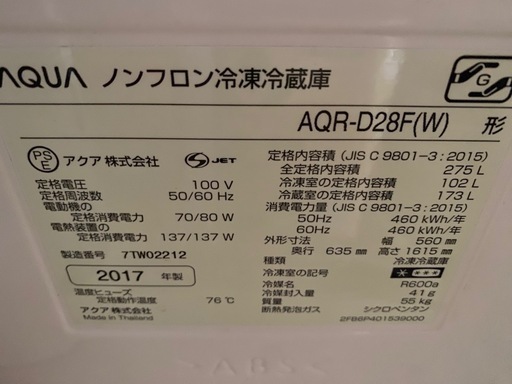 AQUA ノンフロン冷凍冷蔵庫
G
AQR-D28F(W) 形
PS E アクア株式会社 S JET
定格電圧 100 V
定格周波数 50/60 Hz
電動機の
定格消費電力 70/80 W
電熱装置の
定格消費電力 137/137 W
製造番号 7TW02212
2017 年製
温度ヒューズ
定格動作温度 76℃
アクア株式会社
Made in Thailand
定格内容積 (JIS C 9801-3:2015)
全定格内容積 275 L
冷凍室の定格内容積 102 L
冷蔵室の定格内容積 173 L
消費電力量 (JIS C 9801-3:2015)
50Hz 460 kWh/年
60Hz 460 kWh/年
外形寸法 幅 560 mm
奥行 635 mm 高さ 1615 mm
種類 冷凍冷蔵庫
冷凍室の記号
冷媒名 R600a
冷媒封入量 41g
質量 55 kg
断熱発泡ガス シクロペンタン
2FB6P401539000
>ABS<